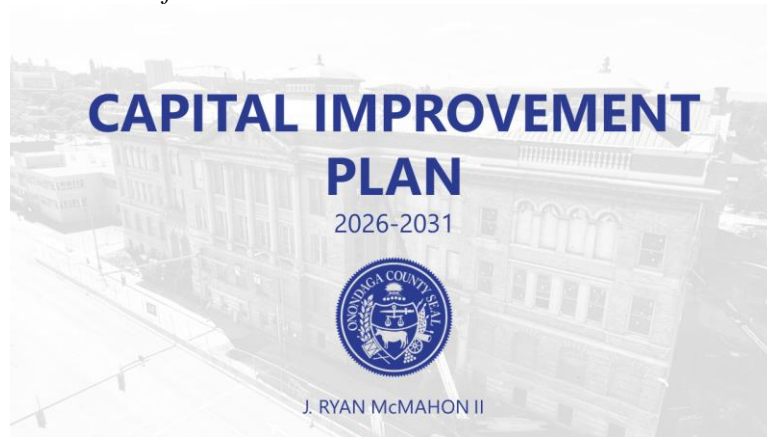 CAPITAL IMPROVEMENT
PLAN
2026-2031
ONONDAGA COUNTY SEAL
J. RYAN McMAHON II